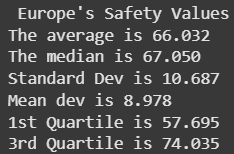 Europe's Safety Values
The average is 66.032
The median is 67.050
Standard Dev is 10.687
Mean dev is 8.978
1st Quartile is 57.695
3rd Quartile is 74.035